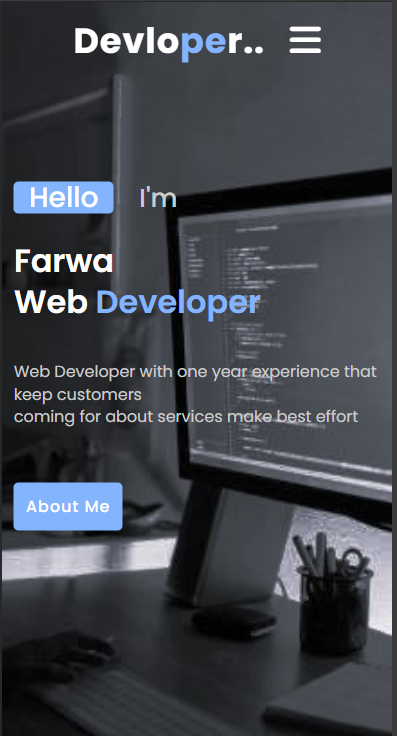 Devloper..
Hello I'm
Farwa
Web Developer
Web Developer with one year experience that
keep customers
coming for about services make best effort
About Me